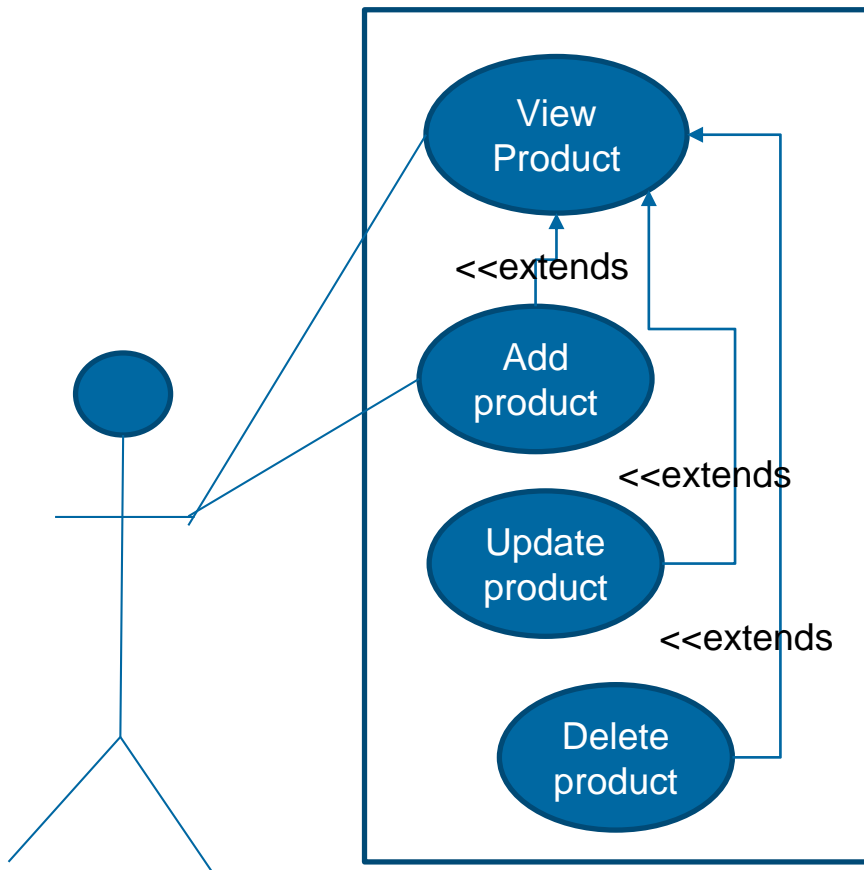 View
Product
<<extends
Add
product
<<extends
Update
product
<<extends
Delete
product